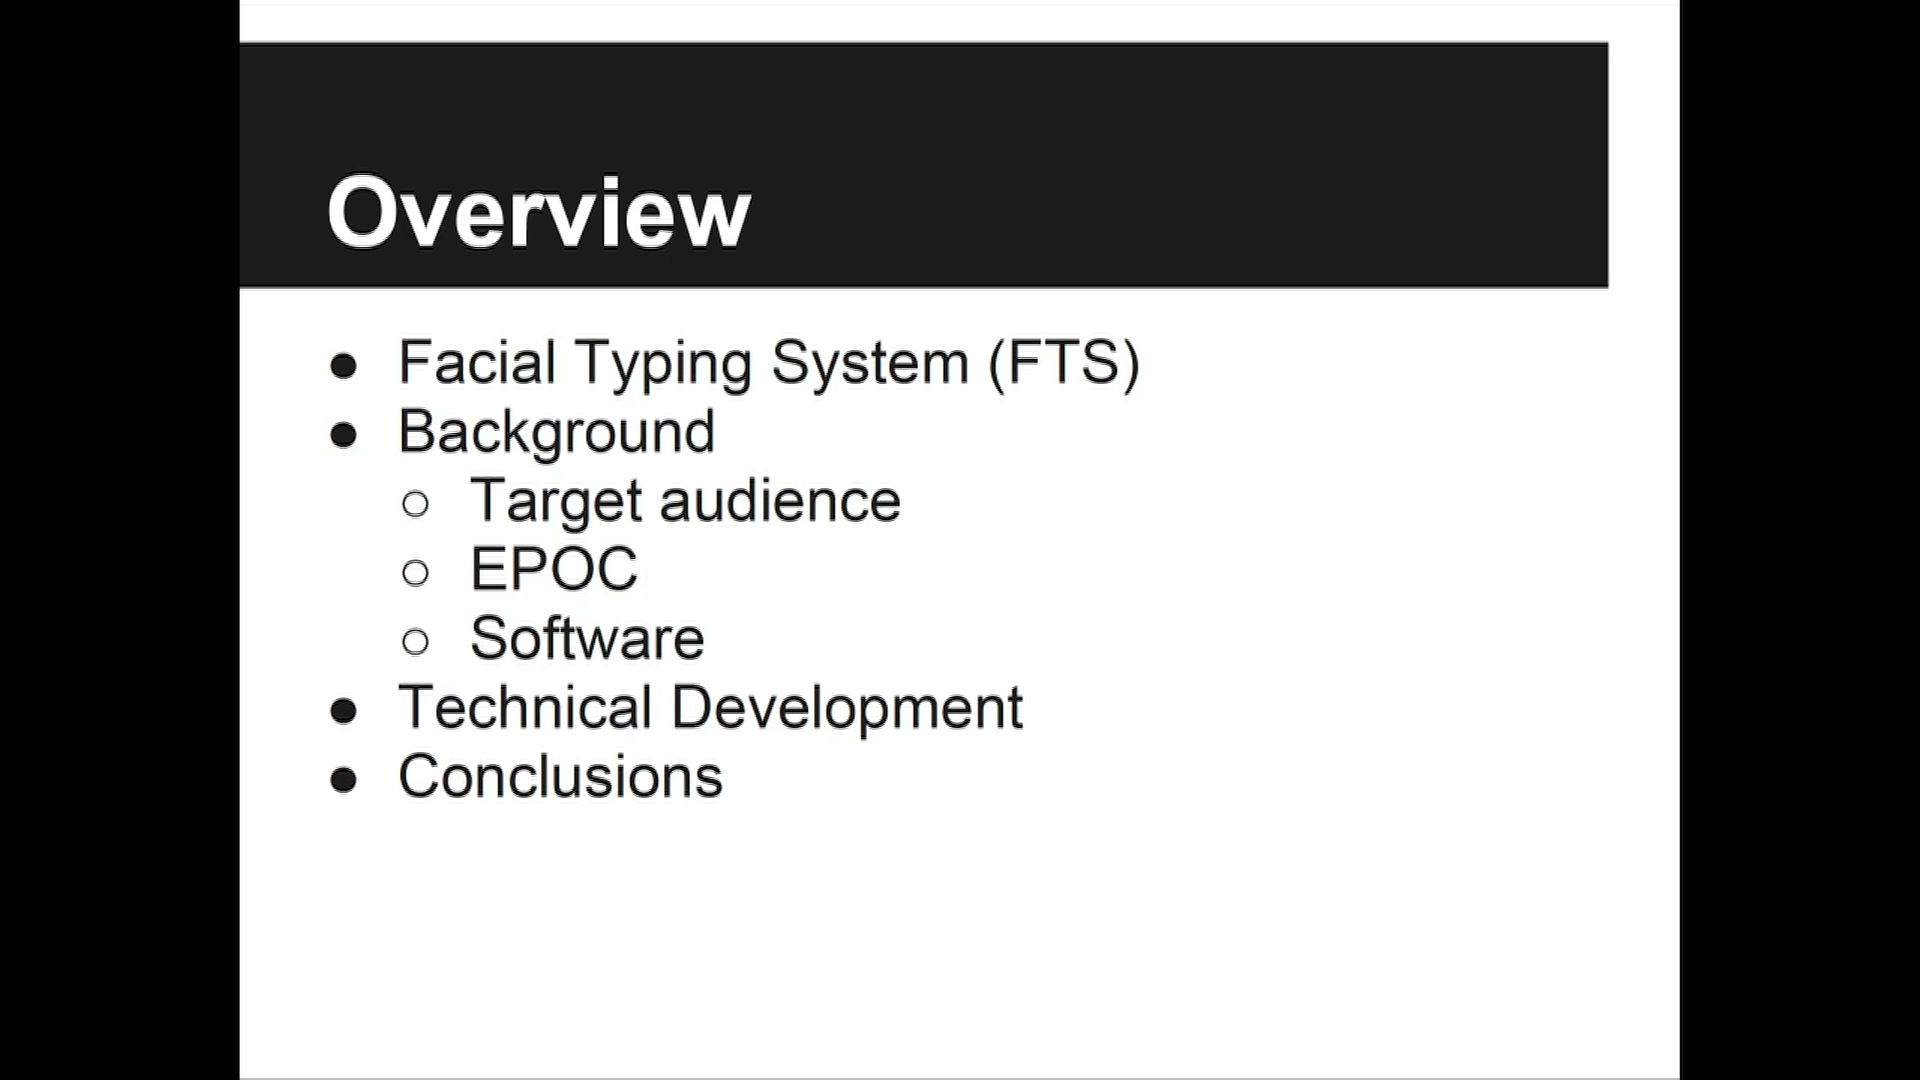 Overview
● Facial Typing System (FTS)
● Background
○ Target audience
○ EPOC
○ Software
● Technical Development
● Conclusions